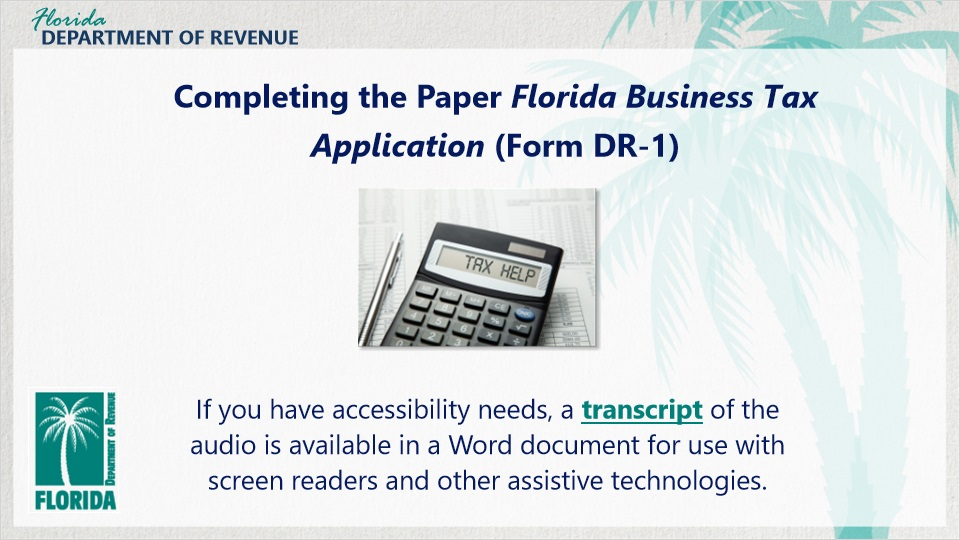 Florida
DEPARTMENT OF REVENUE
Completing the Paper Florida Business Tax
Application (Form DR-1)
TAX HELP
If you have accessibility needs, a transcript of the
audio is available in a Word document for use with
screen readers and other assistive technologies.
DEPARTMENT OF REVENUE
FLORIDA